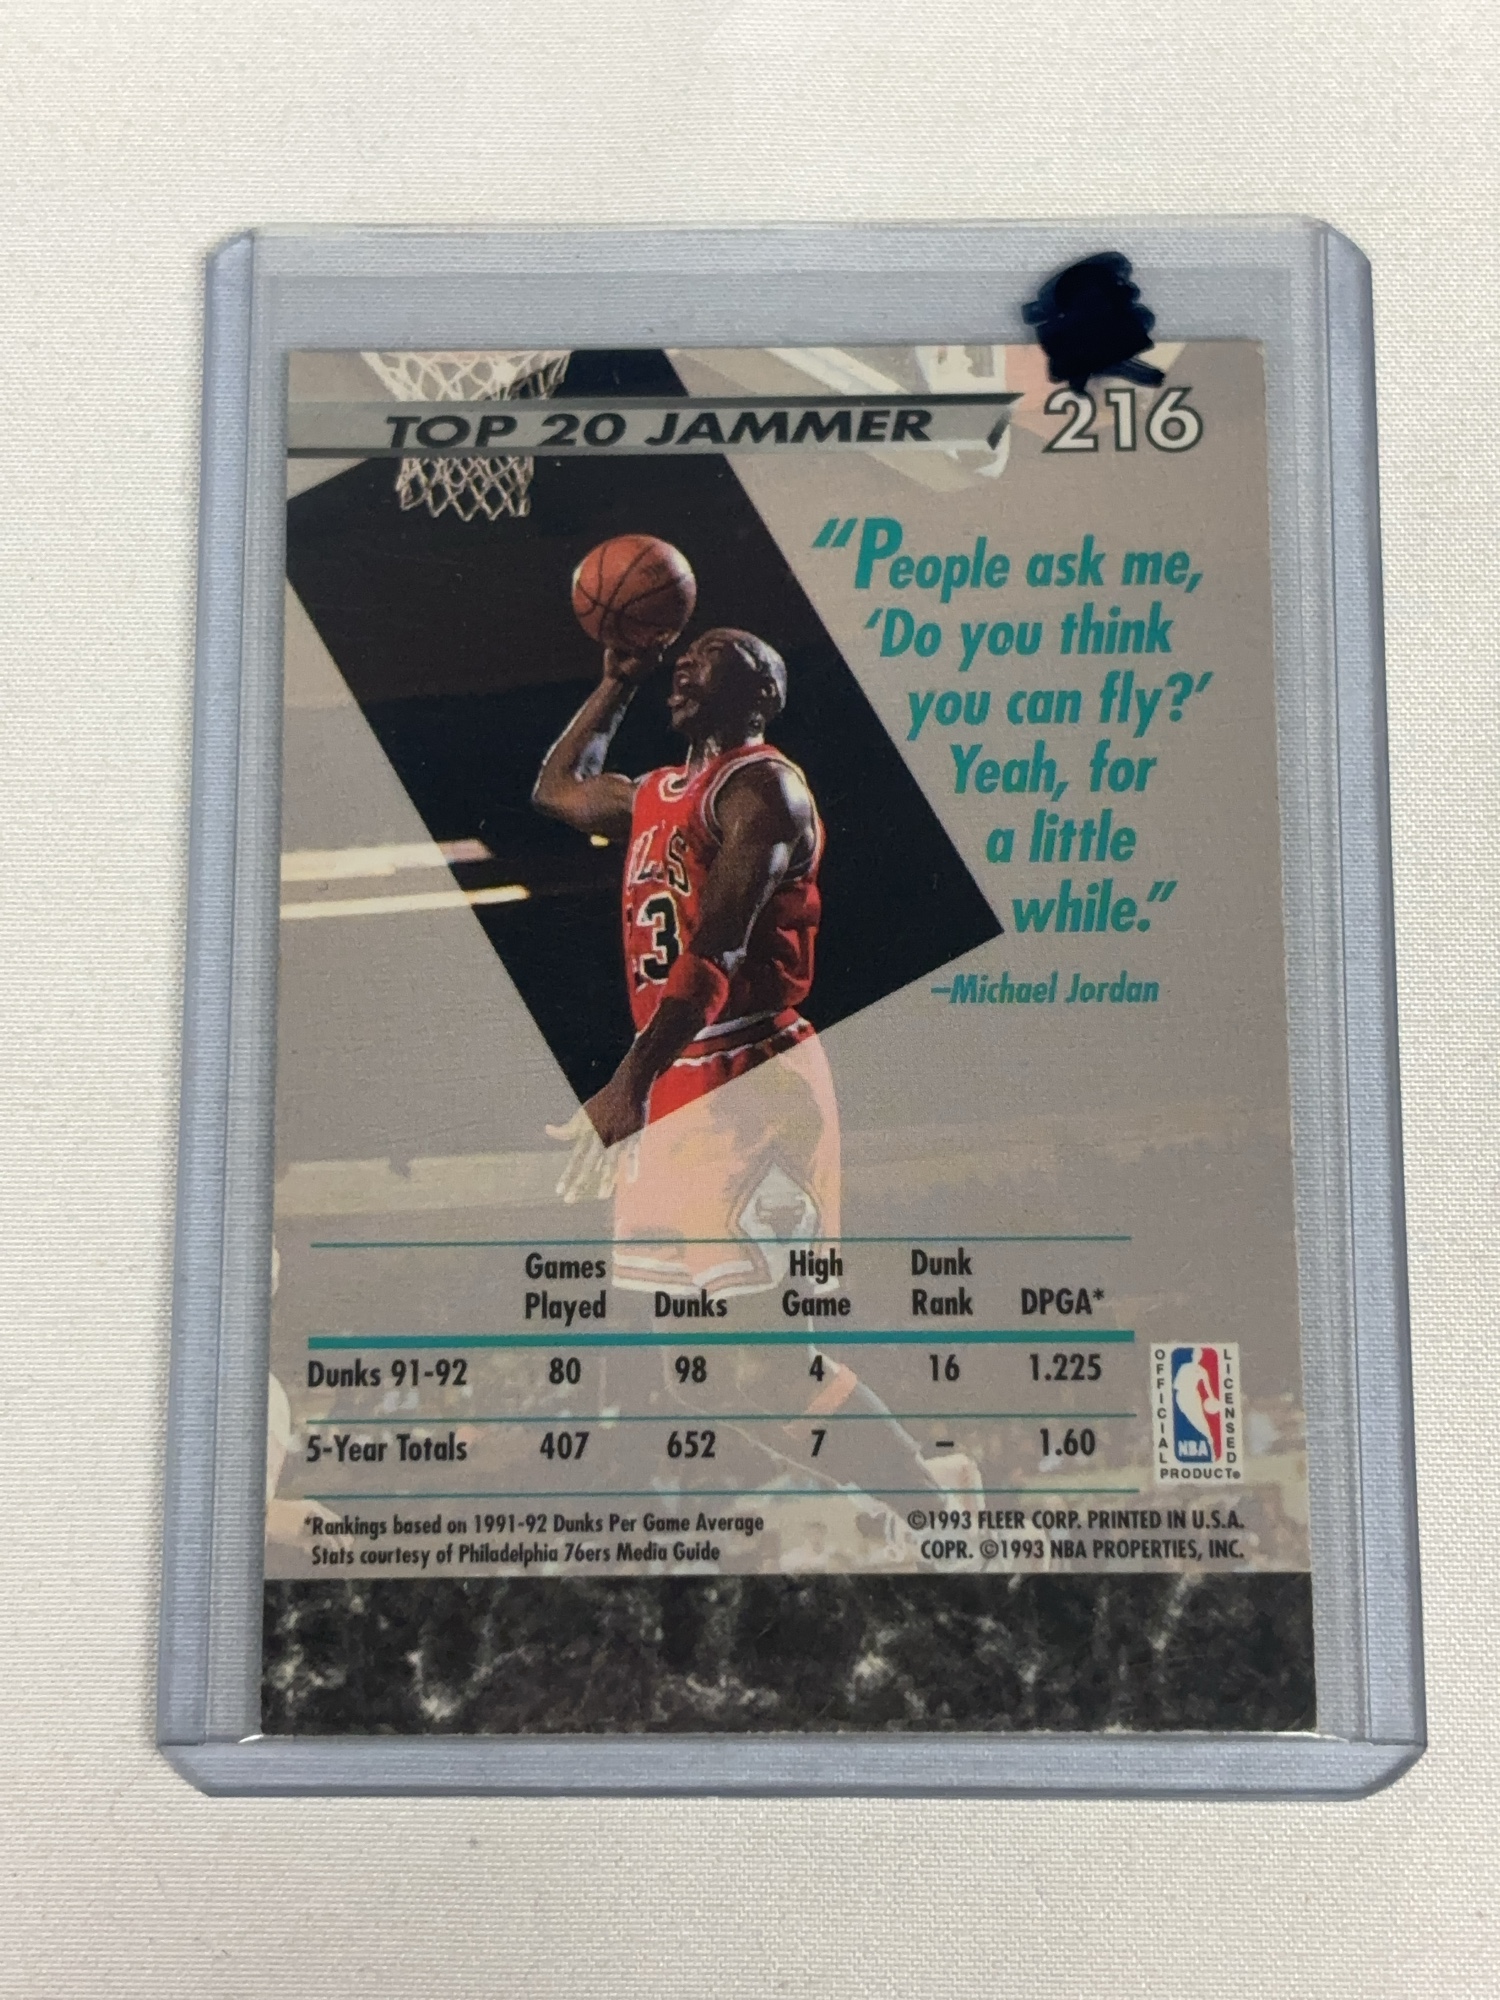 TOP 20 JAMMER 216
“People ask me,
‘Do you think
you can fly?’
Yeah, for
a little
while.”
–Michael Jordan
Games Played Dunks High Game Dunk Rank DPGA*
Dunks 91-92 80 98 4 16 1.225
5-Year Totals 407 652 7 – 1.60
*Rankings based on 1991-92 Dunks Per Game Average
Stats courtesy of Philadelphia 76ers Media Guide
©1993 FLEER CORP. PRINTED IN U.S.A.
COPR. ©1993 NBA PROPERTIES, INC.
OFFICIAL
LICENSED
NBA
PRODUCT®